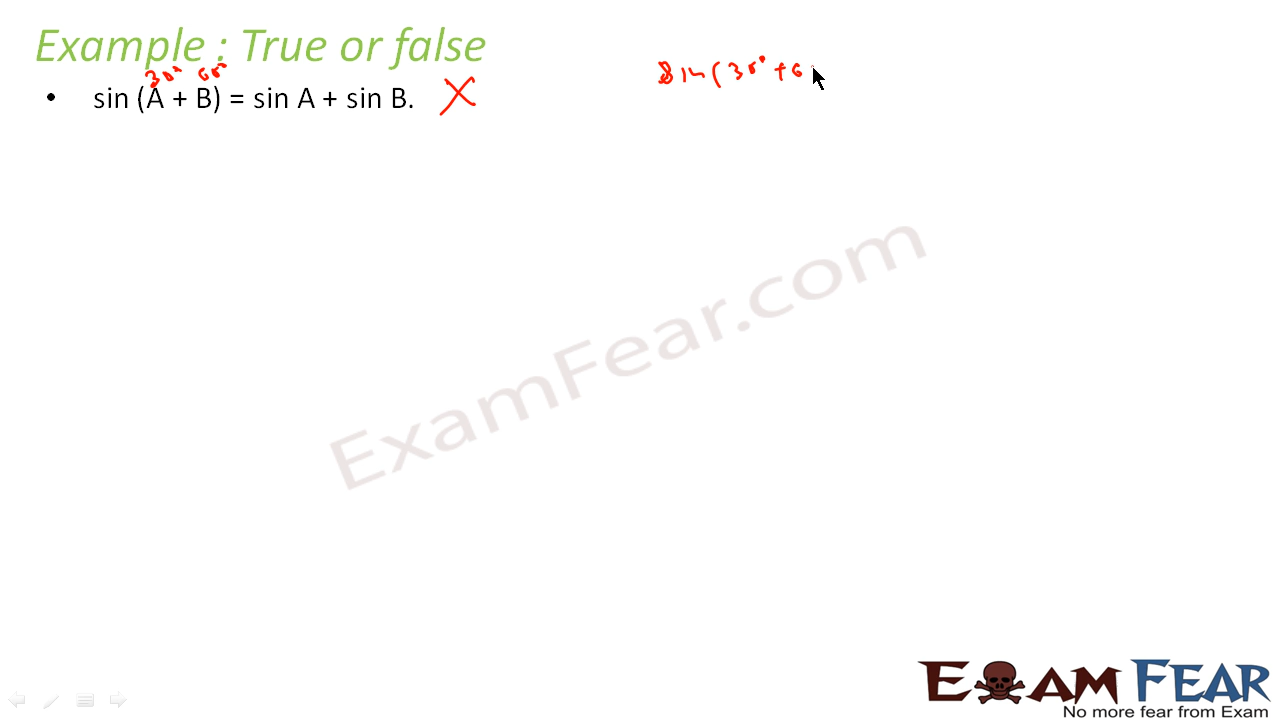 Example : True or false
30° 60°
sin (30° + 6
• sin (A + B) = sin A + sin B. ✗
ExamFear.com
EXAM FEAR
No more fear from Exam